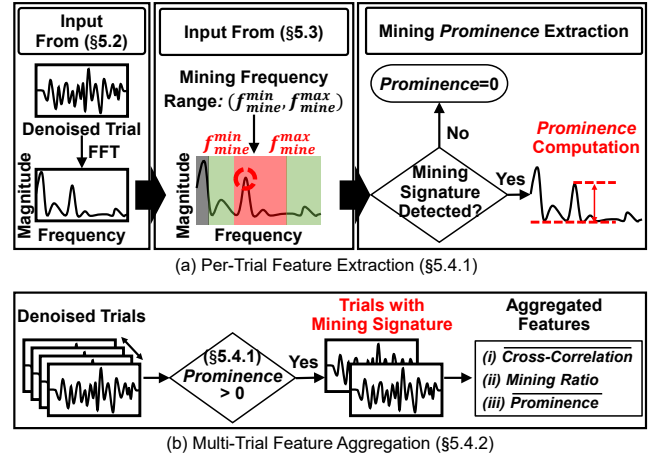 Input
From (§5.2)
Denoised Trial
FFT
Magnitude
Frequency
Input From (§5.3)
Mining Frequency
Range: (f_mine^min, f_mine^max)
f_mine^min f_mine^max
Magnitude
Frequency
Mining Prominence Extraction
Prominence=0
No
Mining
Signature
Detected?
Yes
Prominence
Computation
(a) Per-Trial Feature Extraction (§5.4.1)
Denoised Trials
(§5.4.1)
Prominence
> 0
Yes
Trials with
Mining Signature
Aggregated
Features
(i) Cross-Correlation
(ii) Mining Ratio
(iii) Prominence
(b) Multi-Trial Feature Aggregation (§5.4.2)